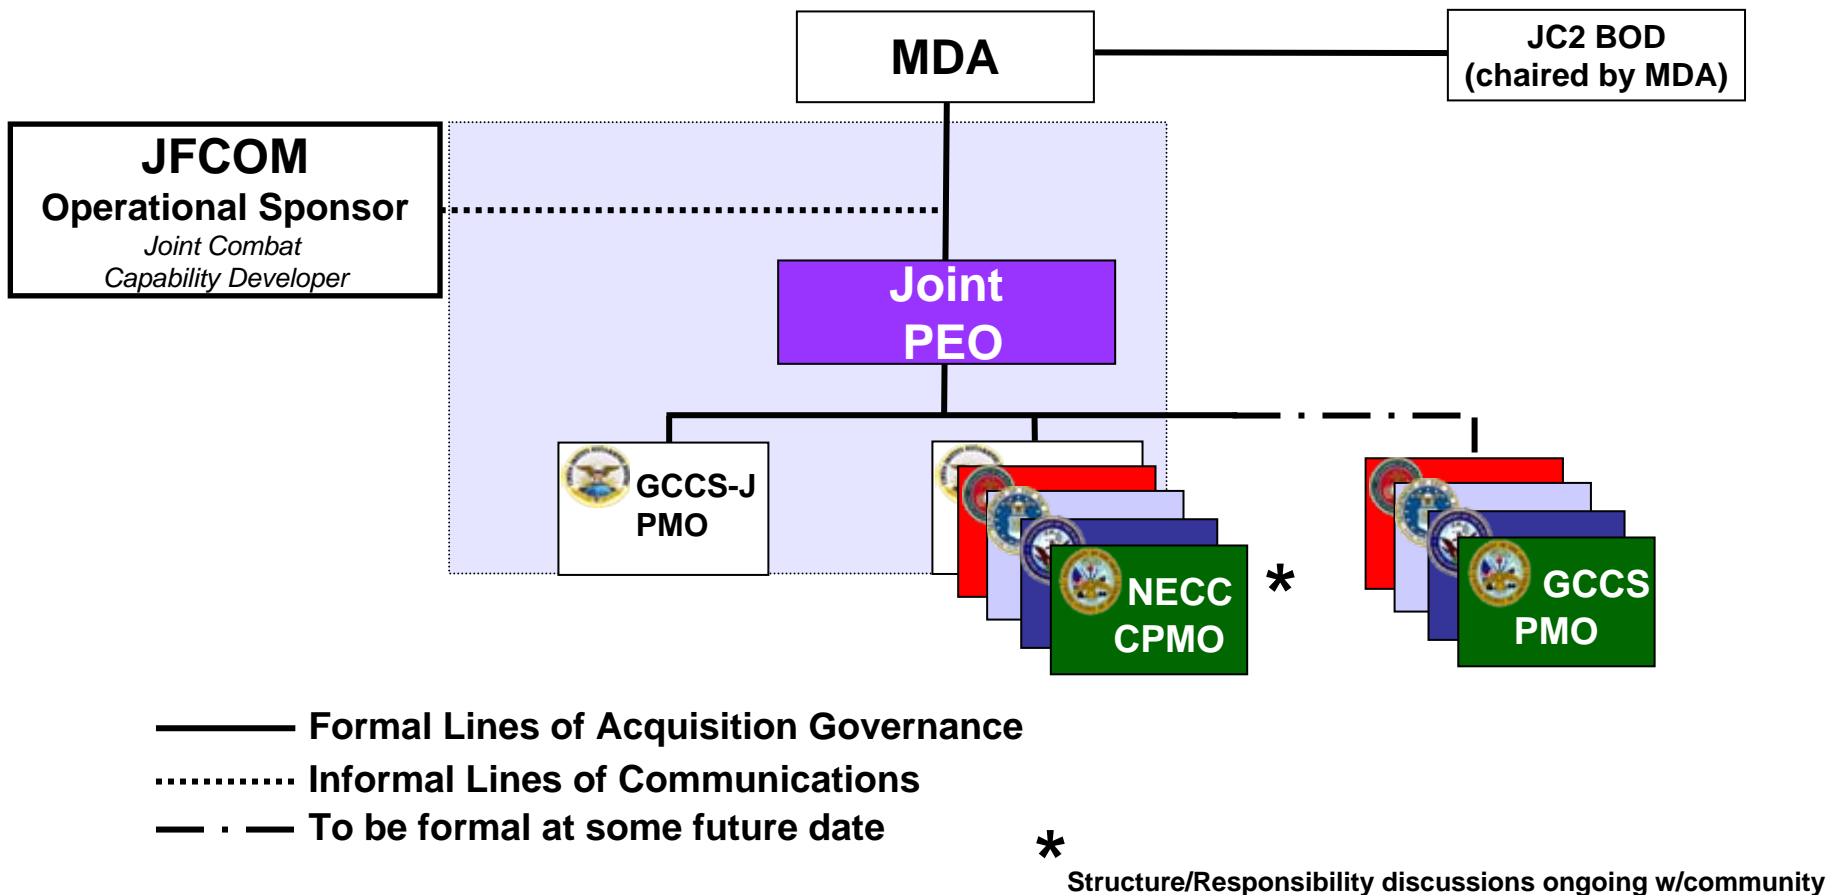 MDA
JC2 BOD
(chaired by MDA)
JFCOM
Operational Sponsor
Joint Combat
Capability Developer
Joint
PEO
GCCS-J
PMO
NECC
CPMO
*
GCCS
PMO
Formal Lines of Acquisition Governance
Informal Lines of Communications
To be formal at some future date
*
Structure/Responsibility discussions ongoing w/community